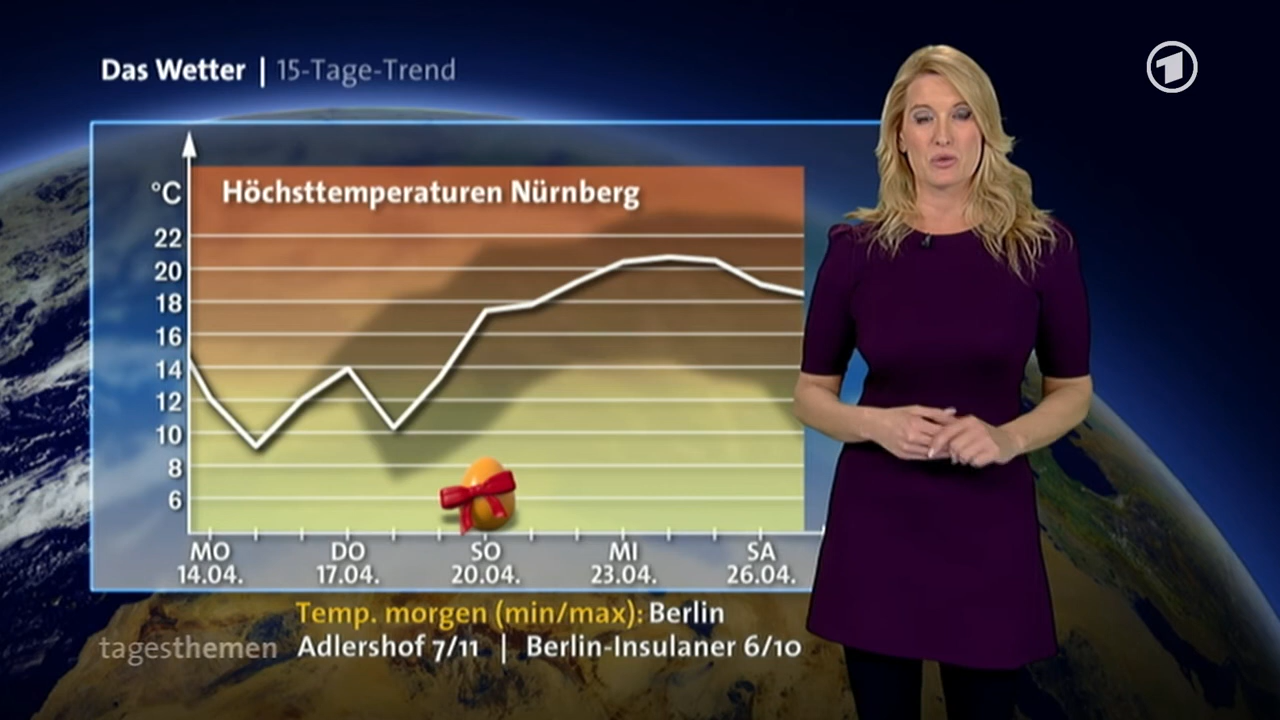 Das Wetter | 15-Tage-Trend
1
°C
Höchsttemperaturen Nürnberg
22
20
18
16
14
12
10
8
6
MO DO SO MI SA
14.04. 17.04. 20.04. 23.04. 26.04.
Temp. morgen (min/max): Berlin
tagesthemen Adlershof 7/11 | Berlin-Insulaner 6/10